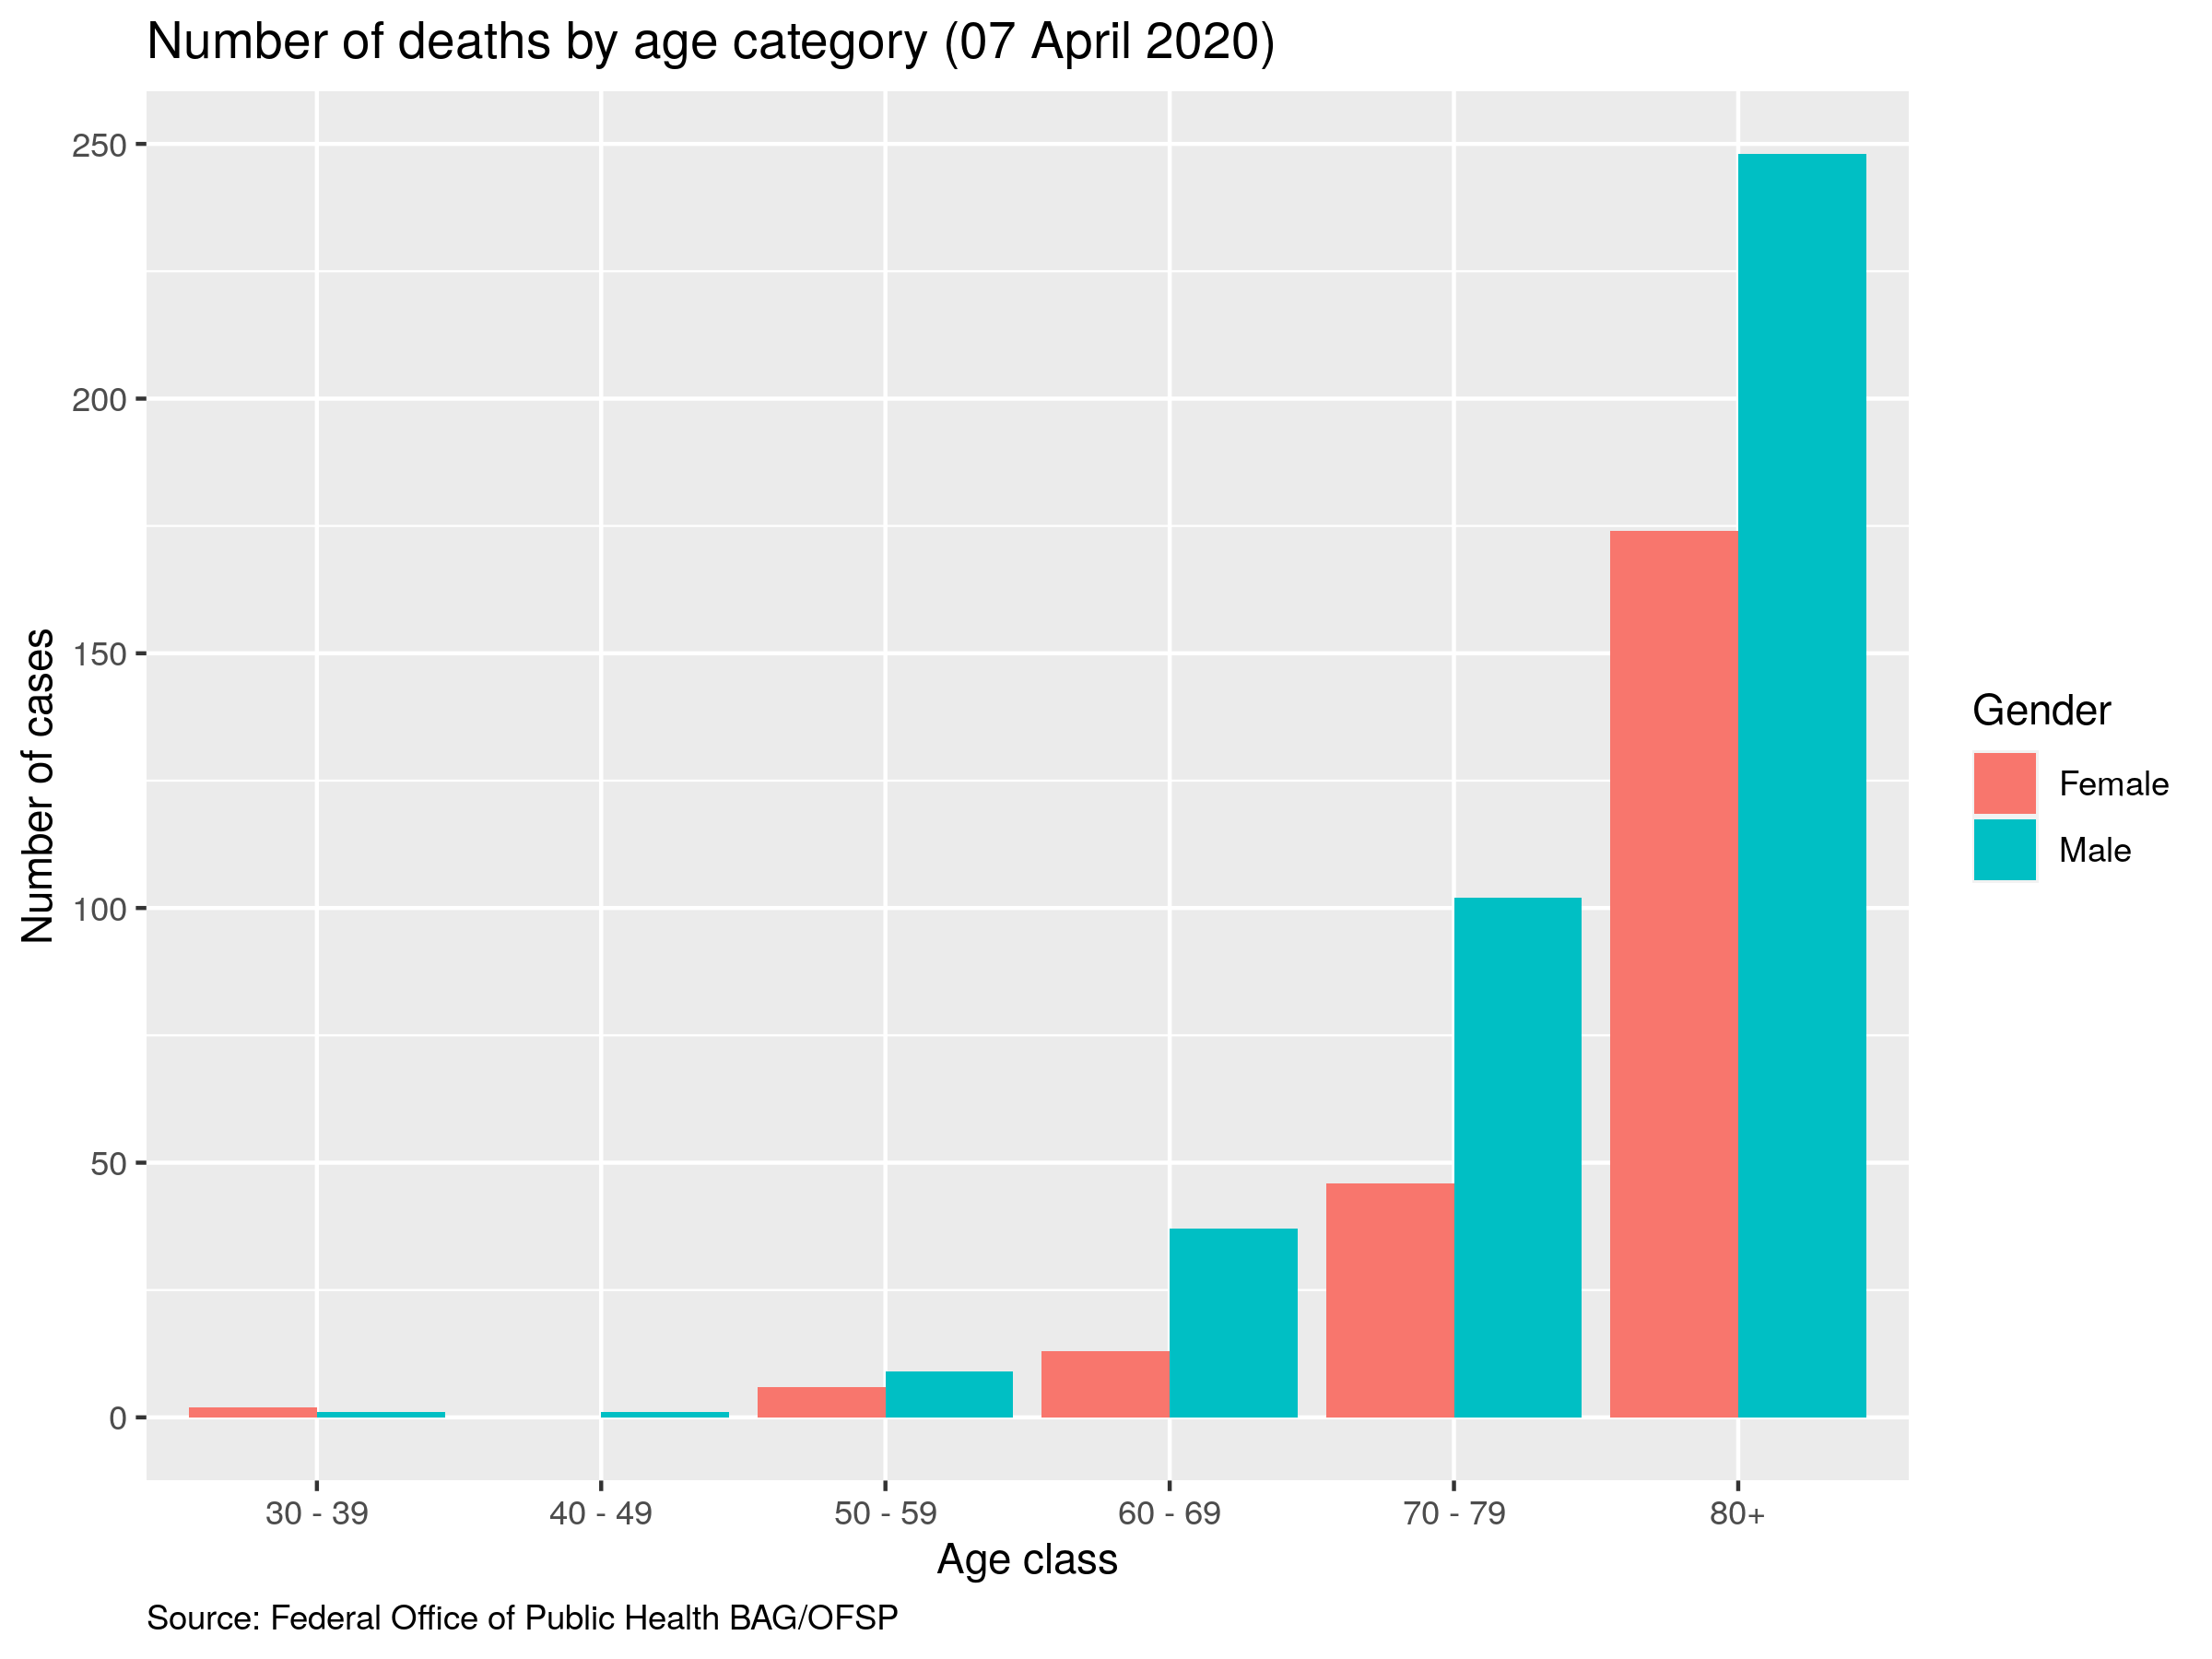 Number of deaths by age category (07 April 2020)
Number of cases
250
200
150
100
50
0
30 - 39
40 - 49
50 - 59
60 - 69
70 - 79
80+
Age class
Gender
Female
Male
Source: Federal Office of Public Health BAG/OFSP